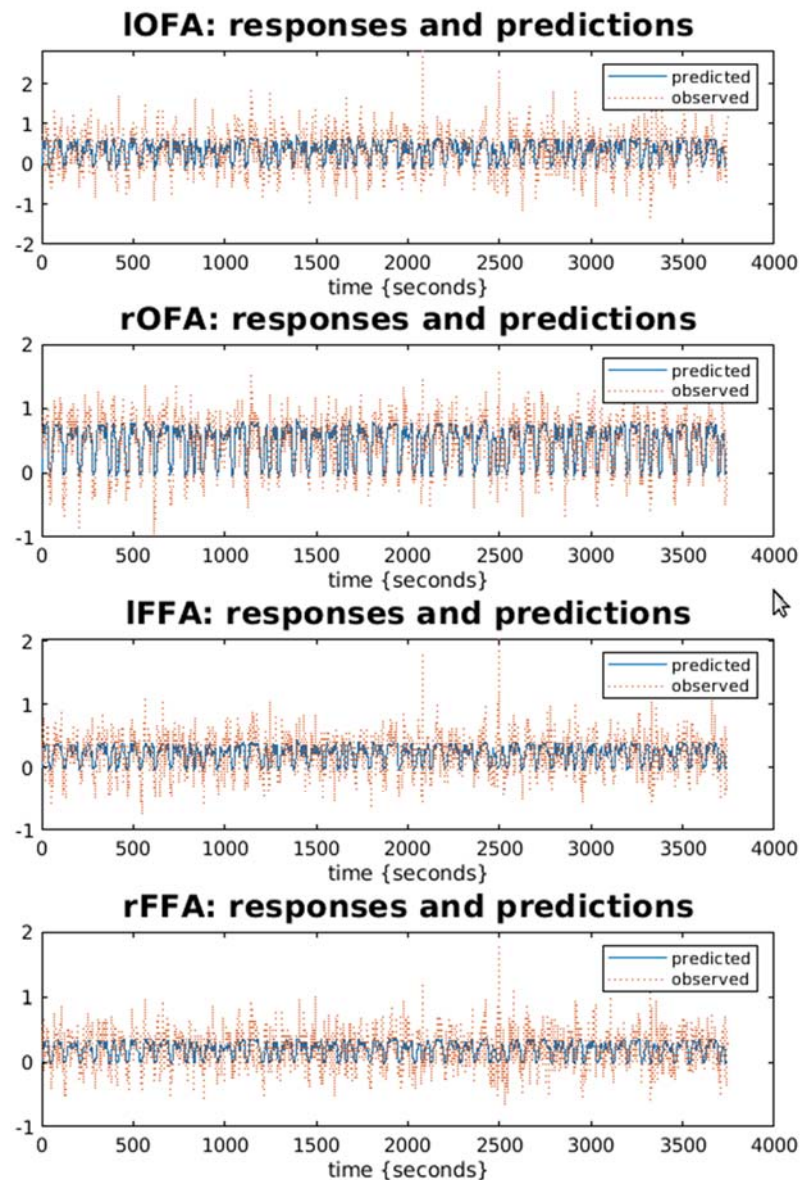 lOFA: responses and predictions
predicted
observed
2
1
0
-1
-2
0 500 1000 1500 2000 2500 3000 3500 4000
time {seconds}
rOFA: responses and predictions
predicted
observed
2
1
0
-1
0 500 1000 1500 2000 2500 3000 3500 4000
time {seconds}
lFFA: responses and predictions
predicted
observed
2
1
0
-1
0 500 1000 1500 2000 2500 3000 3500 4000
time {seconds}
rFFA: responses and predictions
predicted
observed
2
1
0
-1
0 500 1000 1500 2000 2500 3000 3500 4000
time {seconds}